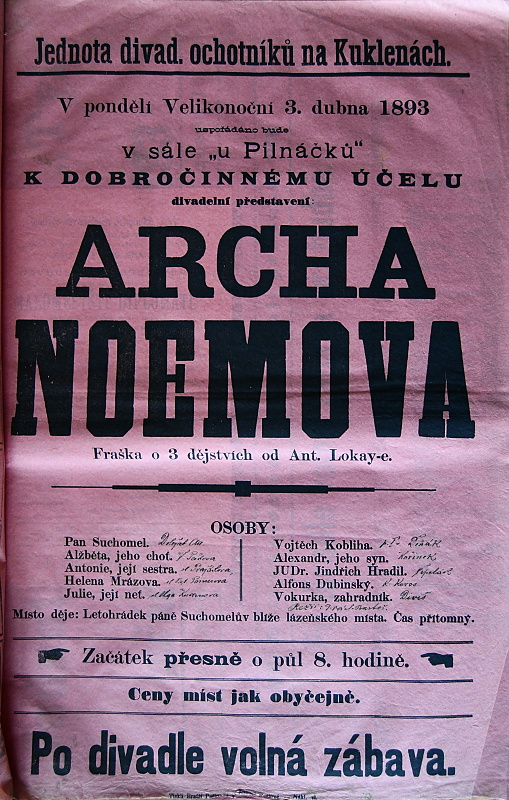 Jednota divad. ochotníků na Kuklenách.
V pondělí Velikonoční 3. dubna 1893
uspořádáno bude
v sále „u Pilnáčků“
K DOBROČINNÉMU ÚČELU
divadelní představení:
ARCHA
NOEMOVA
Fraška o 3 dějstvích od Ant. Lokay-e.
OSOBY:
Pan Suchomel.
Alžběta, jeho choť.
Antonie, její sestra.
Helena Mrázova.
Julie, její net.
Vojtěch Kobliha.
Alexandr, jeho syn.
JUDr. Jindřich Hradil.
Alfons Dubinský.
Vokurka, zahradník.
Místo děje: Letohrádek páně Suchomelův blíže lázeňského místa. Čas přítomný.
Začátek přesně o půl 8. hodině.
Ceny míst jak obyčejně.
Po divadle volná zábava.